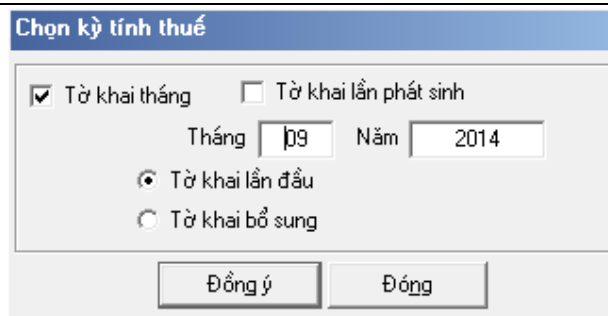 Chọn kỳ tính thuế
Tờ khai tháng Tờ khai lần phát sinh
Tháng 09 Năm 2014
Tờ khai lần đầu
Tờ khai bổ sung
Đồng ý Đóng